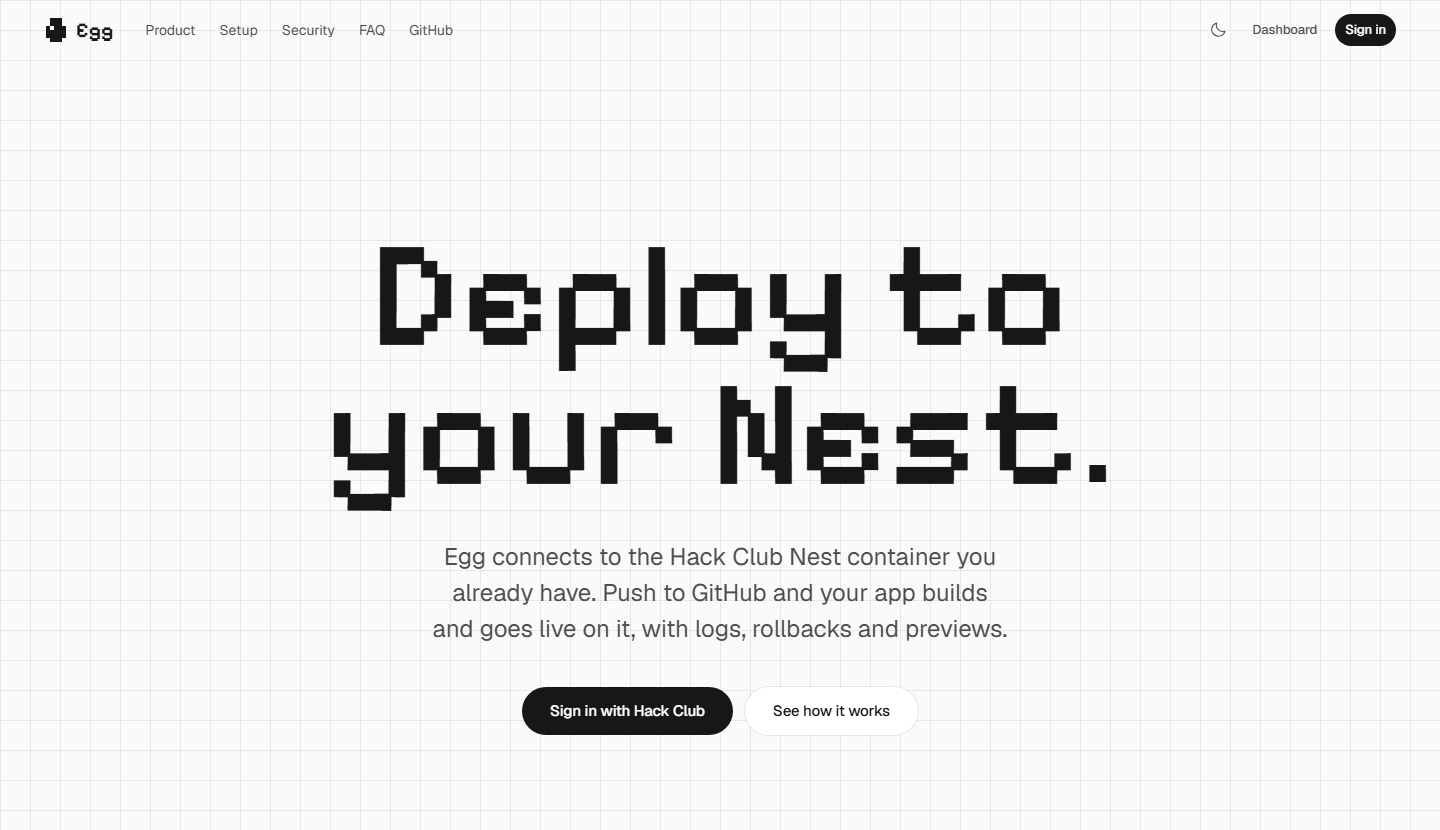 Egg
Product
Setup
Security
FAQ
GitHub
Dashboard
Sign in
Deploy to
your Nest.
Egg connects to the Hack Club Nest container you
already have. Push to GitHub and your app builds
and goes live on it, with logs, rollbacks and previews.
Sign in with Hack Club
See how it works